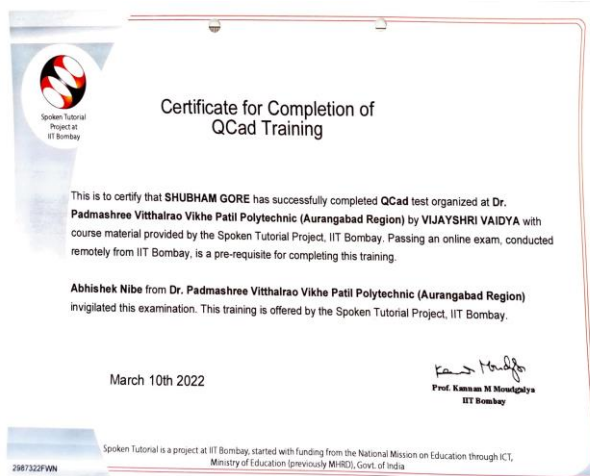 Spoken Tutorial
Project at
IIT Bombay
Certificate for Completion of
QCad Training
This is to certify that SHUBHAM GORE has successfully completed QCad test organized at Dr.
Padmashree Vitthalrao Vikhe Patil Polytechnic (Aurangabad Region) by VIJAYSHRI VAIDYA with
course material provided by the Spoken Tutorial Project, IIT Bombay. Passing an online exam, conducted
remotely from IIT Bombay, is a pre-requisite for completing this training.
Abhishek Nibe from Dr. Padmashree Vitthalrao Vikhe Patil Polytechnic (Aurangabad Region)
invigilated this examination. This training is offered by the Spoken Tutorial Project, IIT Bombay.
March 10th 2022
Prof. Kannan M Moudgalya
IIT Bombay
2987322FWN
Spoken Tutorial is a project at IIT Bombay, started with funding from the National Mission on Education through ICT,
Ministry of Education (previously MHRD), Govt. of India